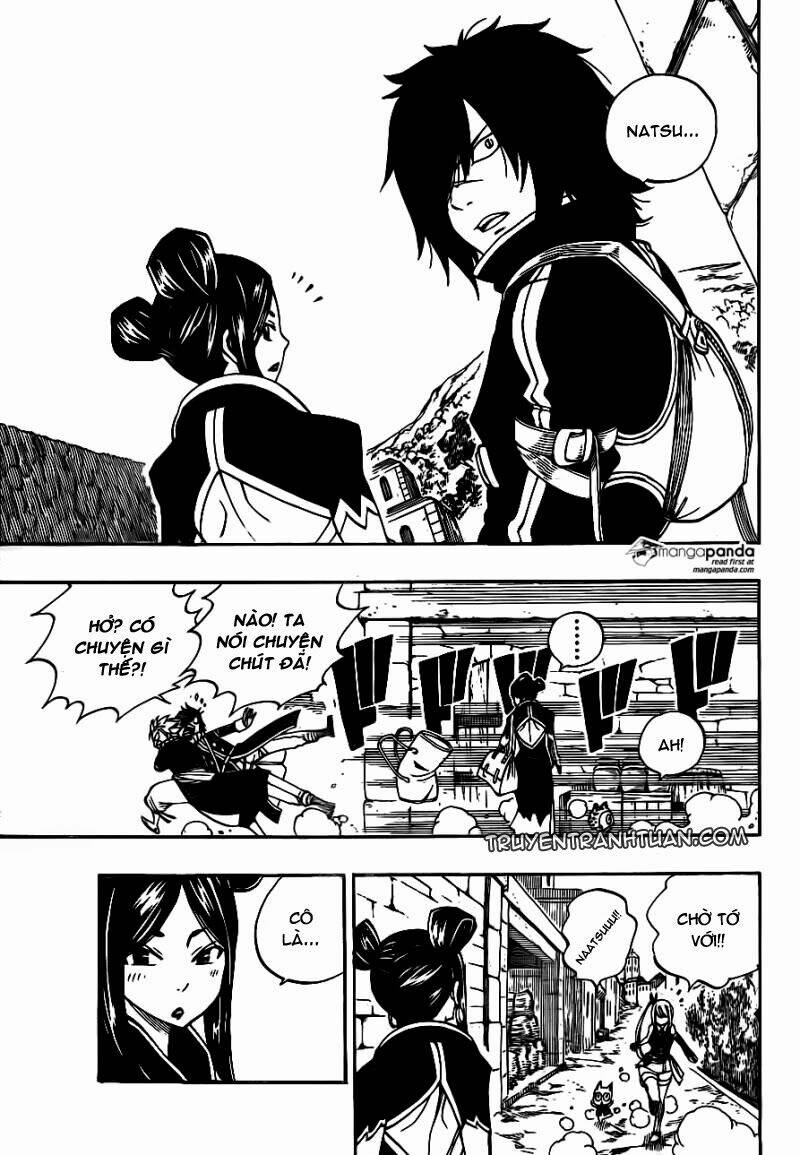 NATSU...
mangapanda
read first at
mangapanda.com
HỞ? CÓ
CHUYỆN GÌ
THẾ?!
NÀO! TA
NÓI CHUYỆN
CHÚT ĐÃ!
AH!
TRUYENTRANHTUAN.COM
CÔ
LÀ...
NAATSUUU!!
CHỜ TỚ
VỚI!!